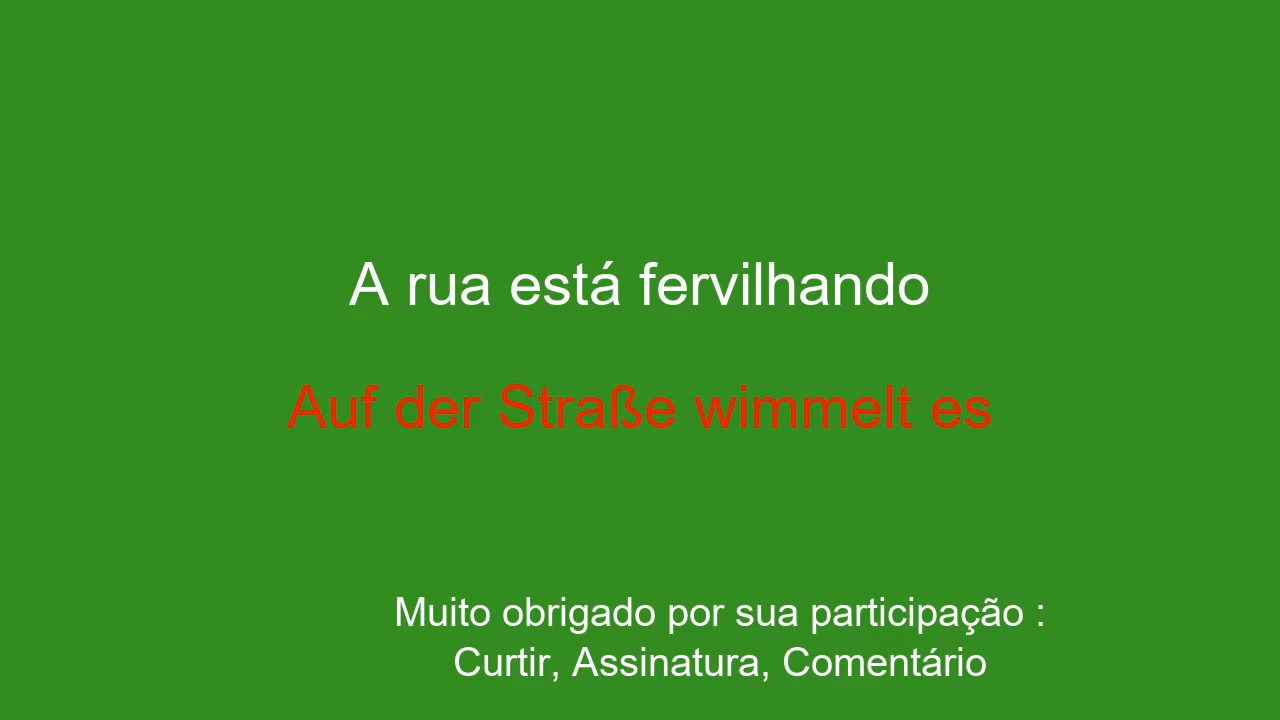 A rua está fervilhando
Auf der Straße wimmelt es
Muito obrigado por sua participação :
Curtir, Assinatura, Comentário